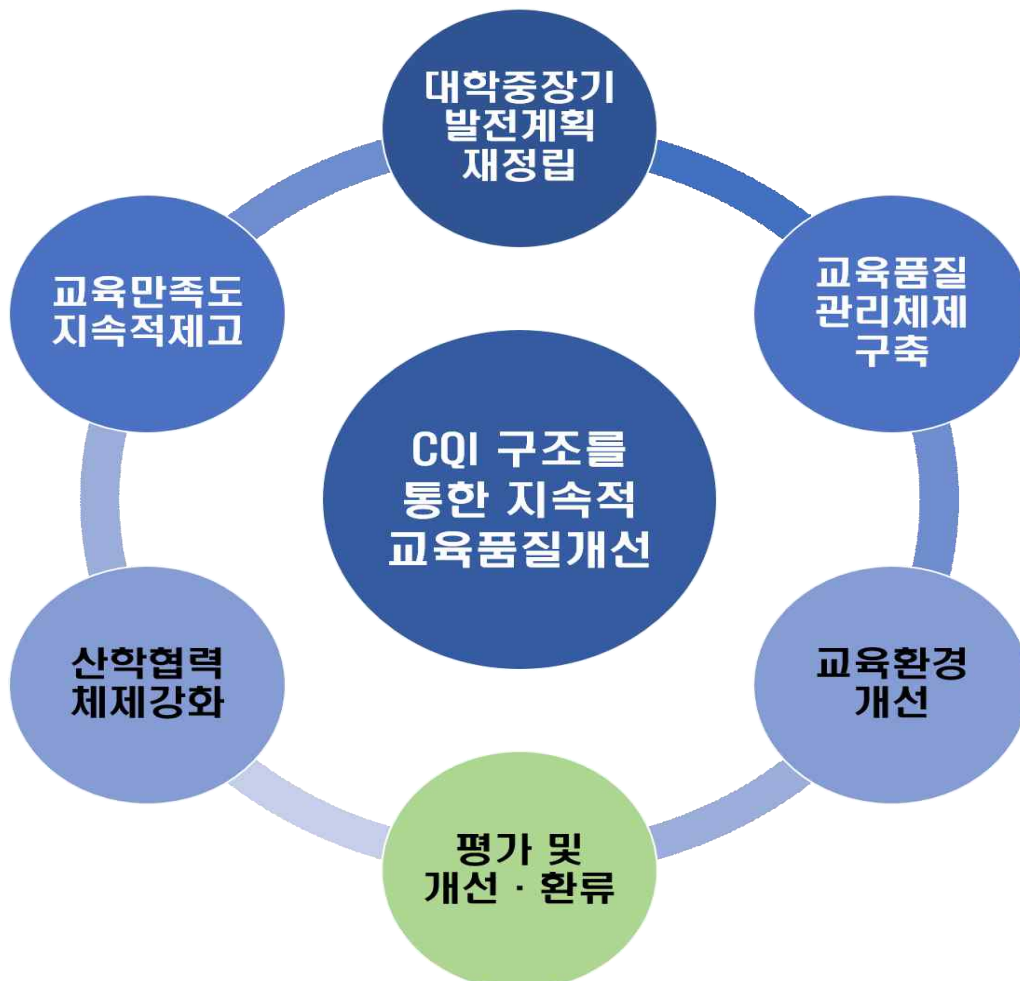 대학중장기
발전계획
재정립
교육품질
관리체제
구축
교육환경
개선
평가 및
개선 · 환류
산학협력
체제강화
교육만족도
지속적제고
CQI 구조를
통한 지속적
교육품질개선